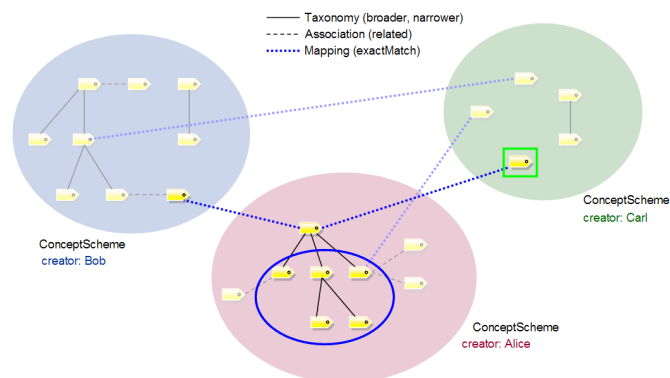 Taxonomy (broader, narrower)
Association (related)
Mapping (exactMatch)
ConceptScheme
creator: Carl
ConceptScheme
creator: Bob
ConceptScheme
creator: Alice